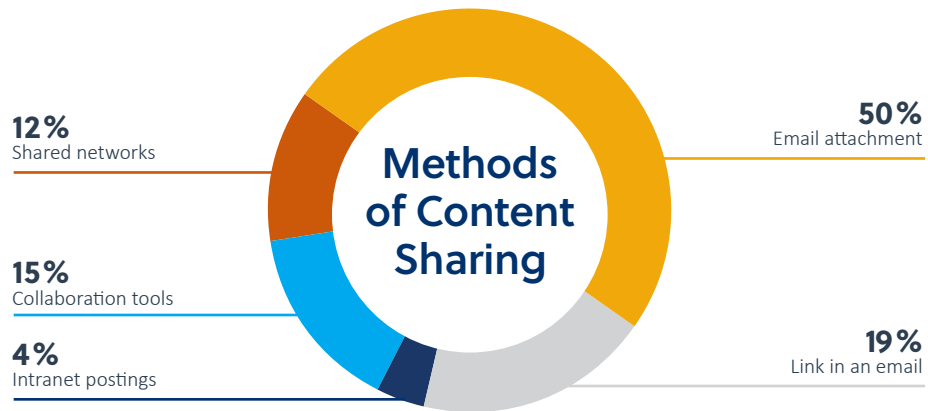 12%
Shared networks
15%
Collaboration tools
4%
Intranet postings
Methods
of Content
Sharing
50%
Email attachment
19%
Link in an email